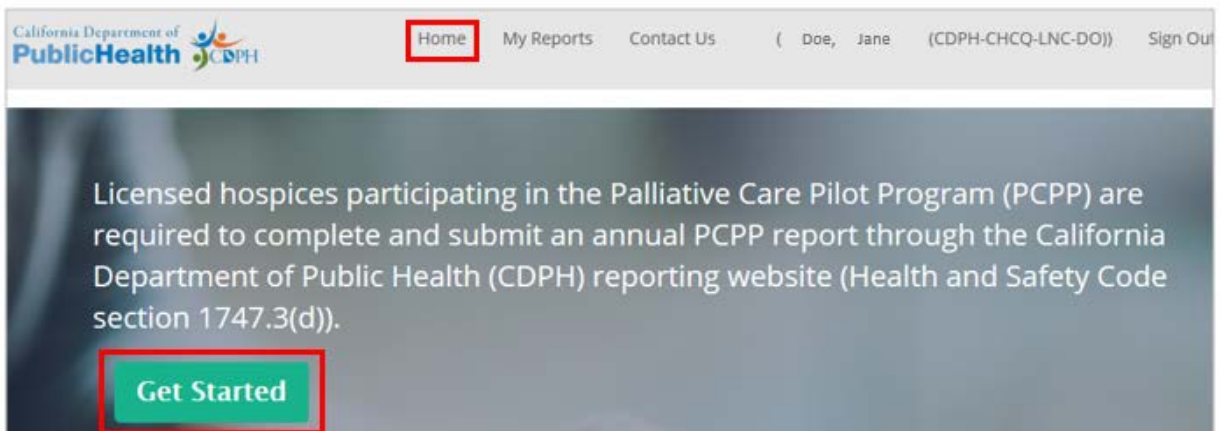 California Department of
PublicHealth CDPH
Home My Reports Contact Us ( Doe, Jane (CDPH-CHCQ-LNC-DO)) Sign Out
Licensed hospices participating in the Palliative Care Pilot Program (PCPP) are
required to complete and submit an annual PCPP report through the California
Department of Public Health (CDPH) reporting website (Health and Safety Code
section 1747.3(d)).
Get Started